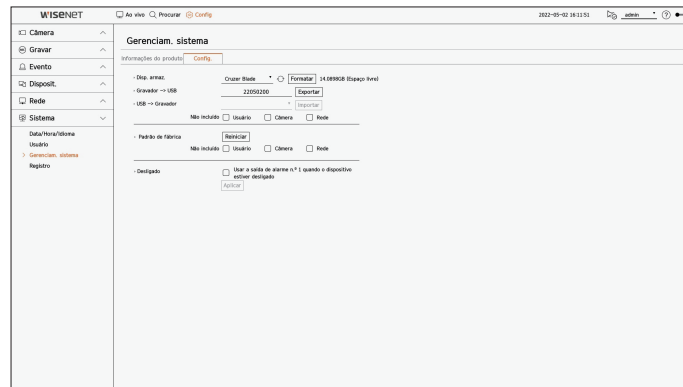 WISENET
Ao vivo Procurar Config 2022-05-02 16:11:51 admin ?
Câmera
Gravar
Evento
Disposit.
Rede
Sistema
Data/Hora/Idioma
Usuário
> Gerenciam. sistema
Registro
Gerenciam. sistema
Informações do produto Config.
Disp. armaz. Cruzer Blade Formatar 14.0898GB (Espaço livre)
Gravador -> USB 22050200 Exportar
USB -> Gravador Importar
Não incluído Usuário Câmera Rede
Padrão de fábrica Reiniciar
Não incluído Usuário Câmera Rede
Desligado Usar a saída de alarme n.º 1 quando o dispositivo
estiver desligado
Aplicar